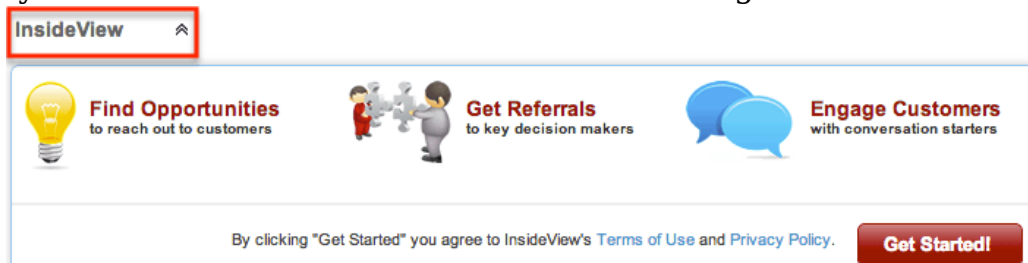 InsideView
Find Opportunities
to reach out to customers
Get Referrals
to key decision makers
Engage Customers
with conversation starters
By clicking "Get Started" you agree to InsideView's Terms of Use and Privacy Policy.
Get Started!